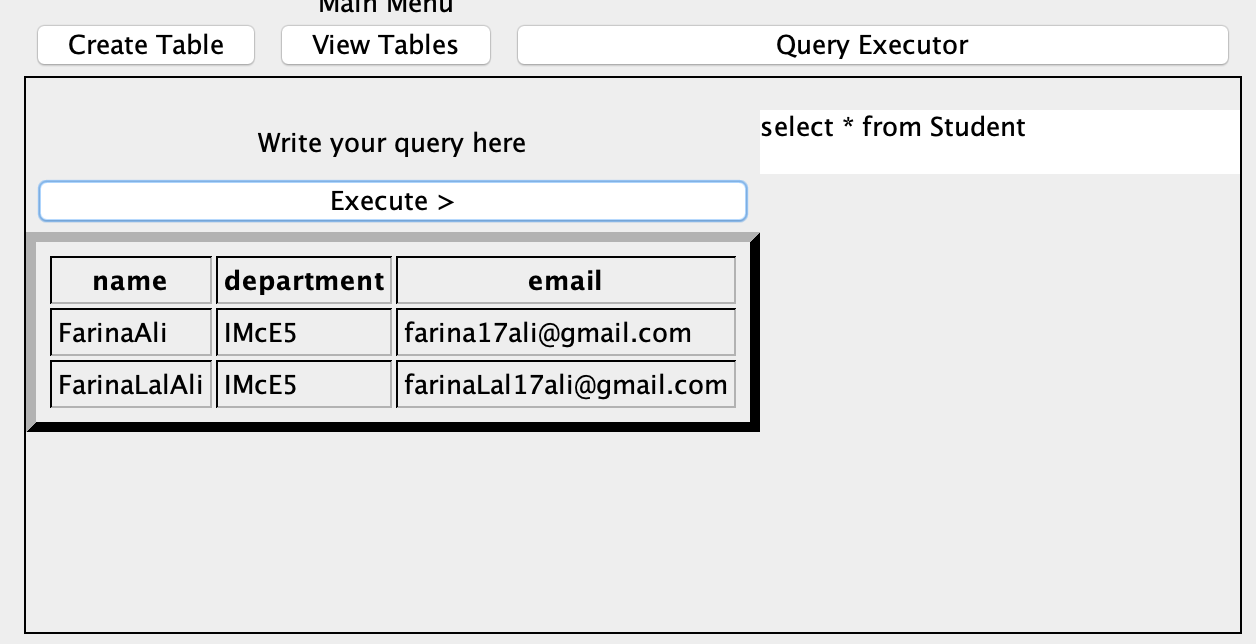 Main Menu
Create Table View Tables Query Executor
Write your query here
select * from Student
Execute >
name department email
FarinaAli IMcE5 farina17ali@gmail.com
FarinaLalAli IMcE5 farinaLal17ali@gmail.com